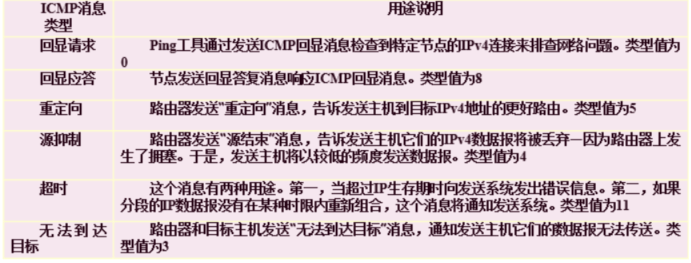 ICMP消息类型 用途说明
回显请求 Ping工具通过发送ICMP回显消息检查到特定节点的IPv4连接来排查网络问题。类型值为
0
回显应答 节点发送回显答复消息响应ICMP回显消息。类型值为8
重定向 路由器发送“重定向”消息，告诉发送主机到目标IPv4地址的更好路由。类型值为5
源抑制 路由器发送“源结束”消息，告诉发送主机它们的IPv4数据报将被丢弃—因为路由器上发
生了拥塞。于是，发送主机将以较低的频度发送数据报。类型值为4
超时 这个消息有两种用途。第一，当超过IP生存期时向发送系统发出错误信息。第二，如果
分段的IP数据报没有在某种时限内重新组合，这个消息将通知发送系统。类型值为11
无法到达目标 路由器和目标主机发送“无法到达目标”消息，通知发送主机它们的数据报无法传送。类
型值为3